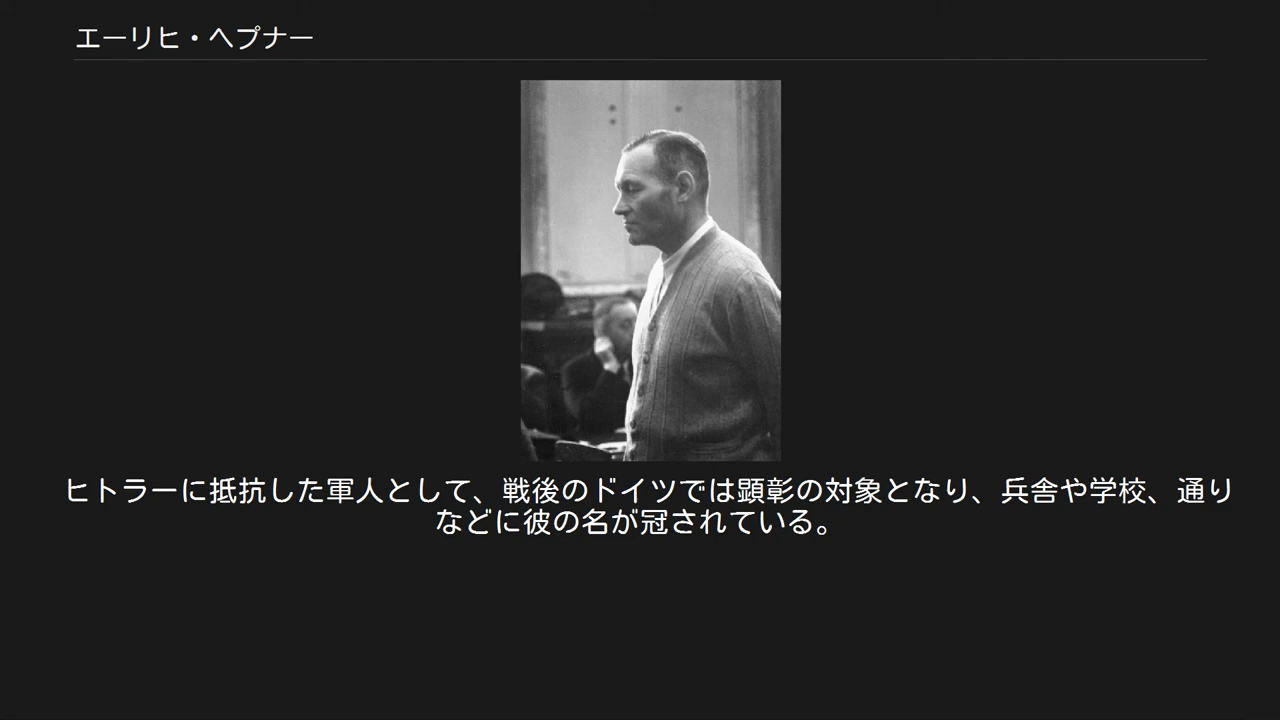 エーリヒ・ヘプナー
ヒトラーに抵抗した軍人として、戦後のドイツでは顕彰の対象となり、兵舎や学校、通り
などに彼の名が冠されている。